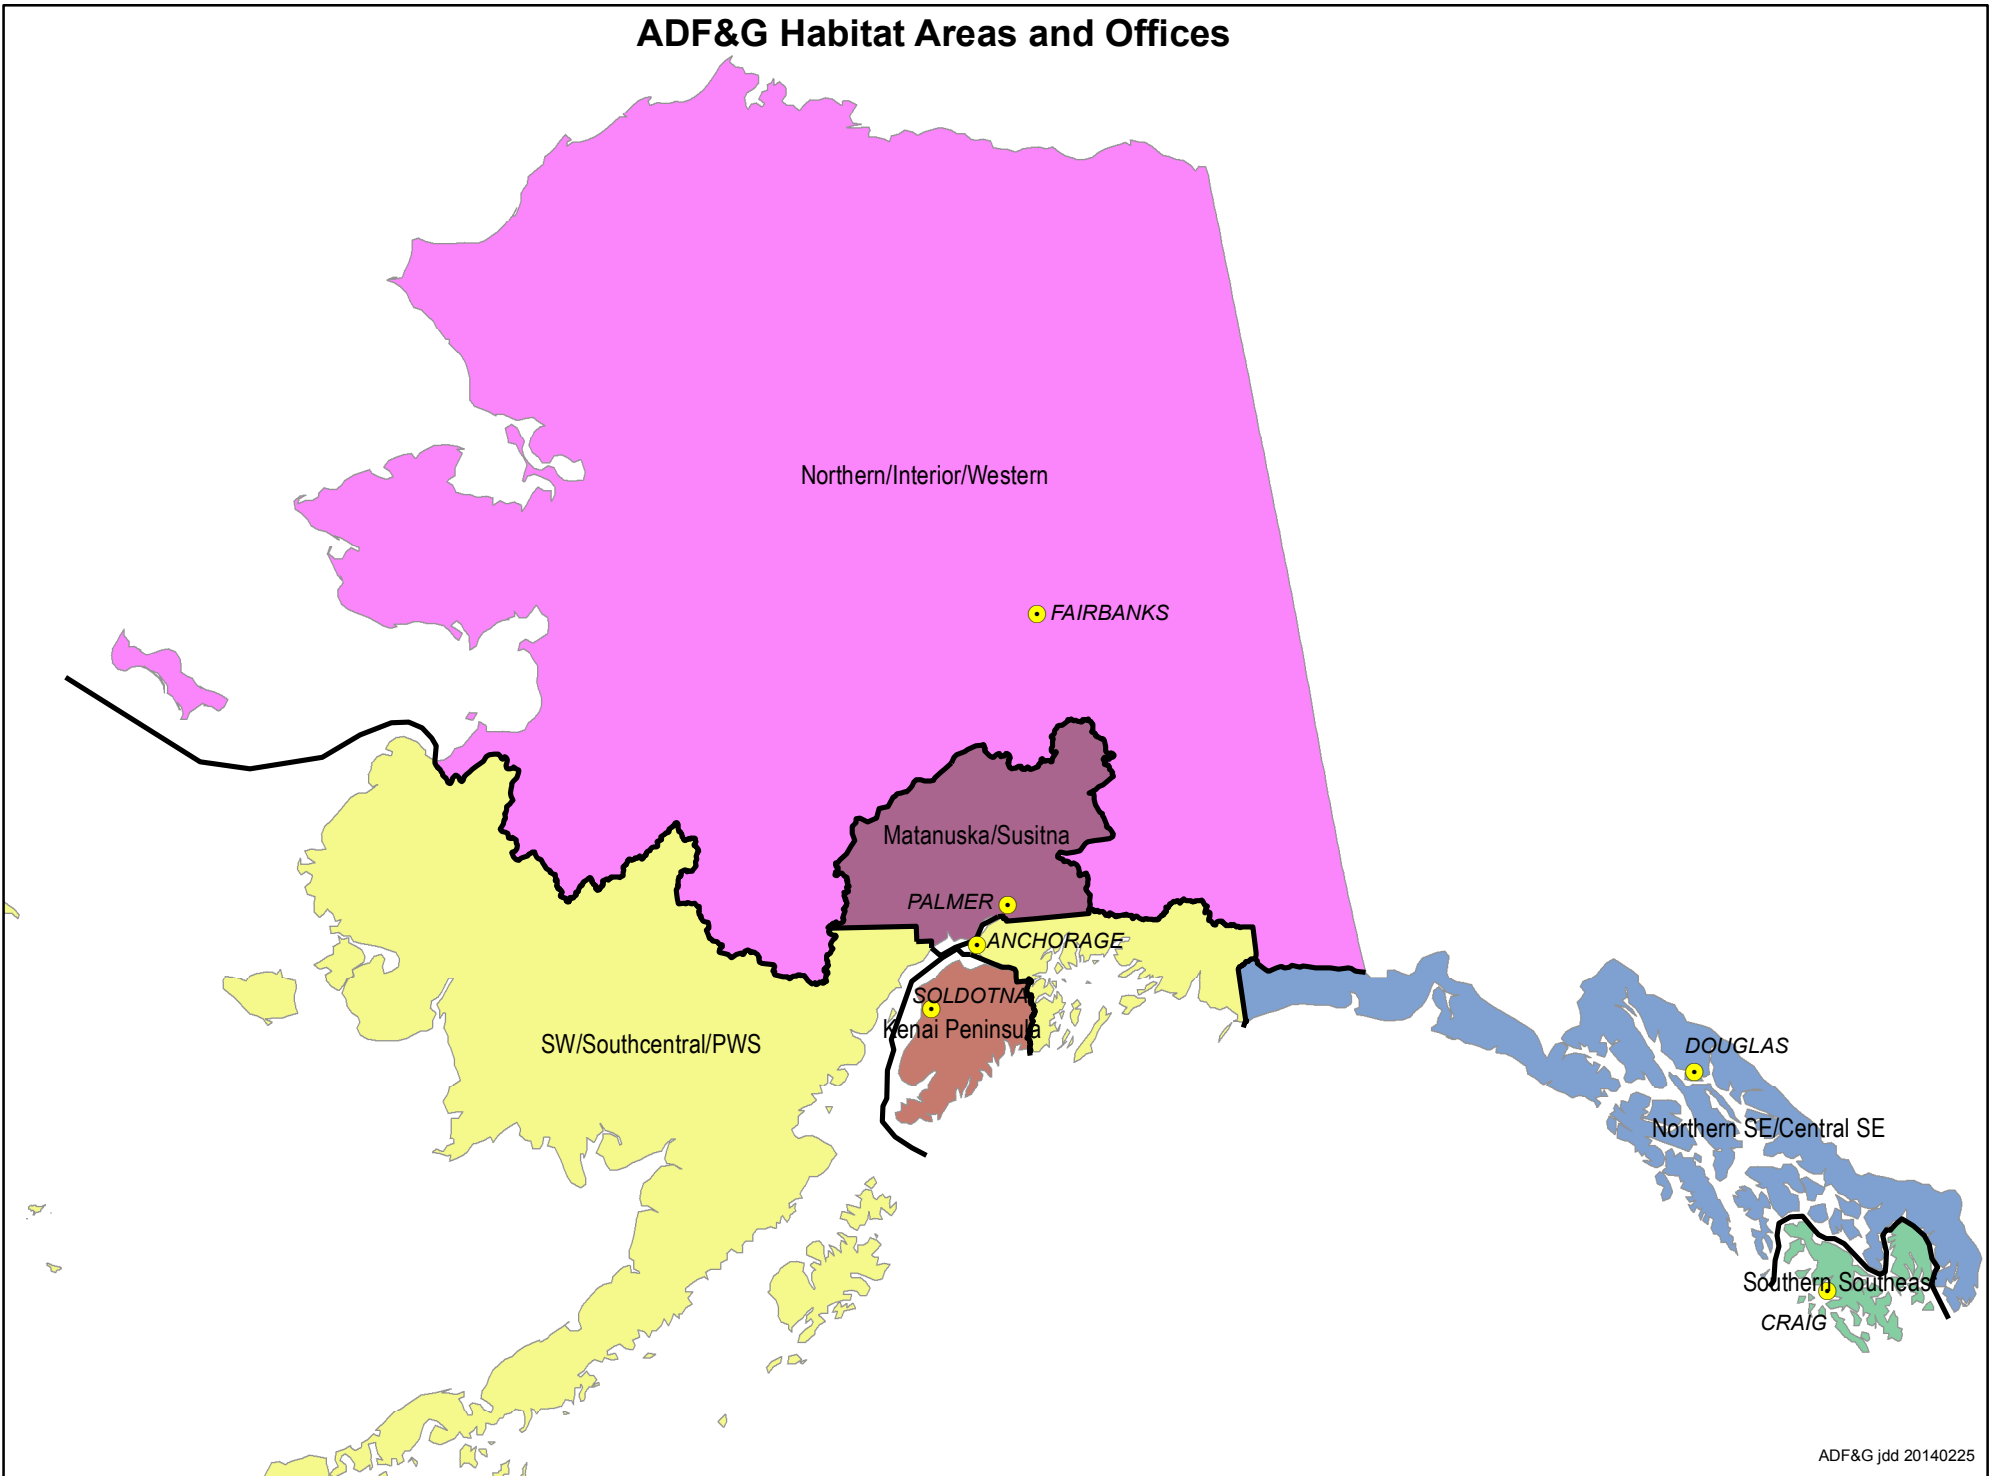 ADF&G Habitat Areas and Offices
Northern/Interior/Western
FAIRBANKS
Matanuska/Susitna
PALMER
ANCHORAGE
SOLDOTNA
Kenai Peninsula
SW/Southcentral/PWS
DOUGLAS
Northern SE/Central SE
Southern Southeas
CRAIG
ADF&G jdd 20140225